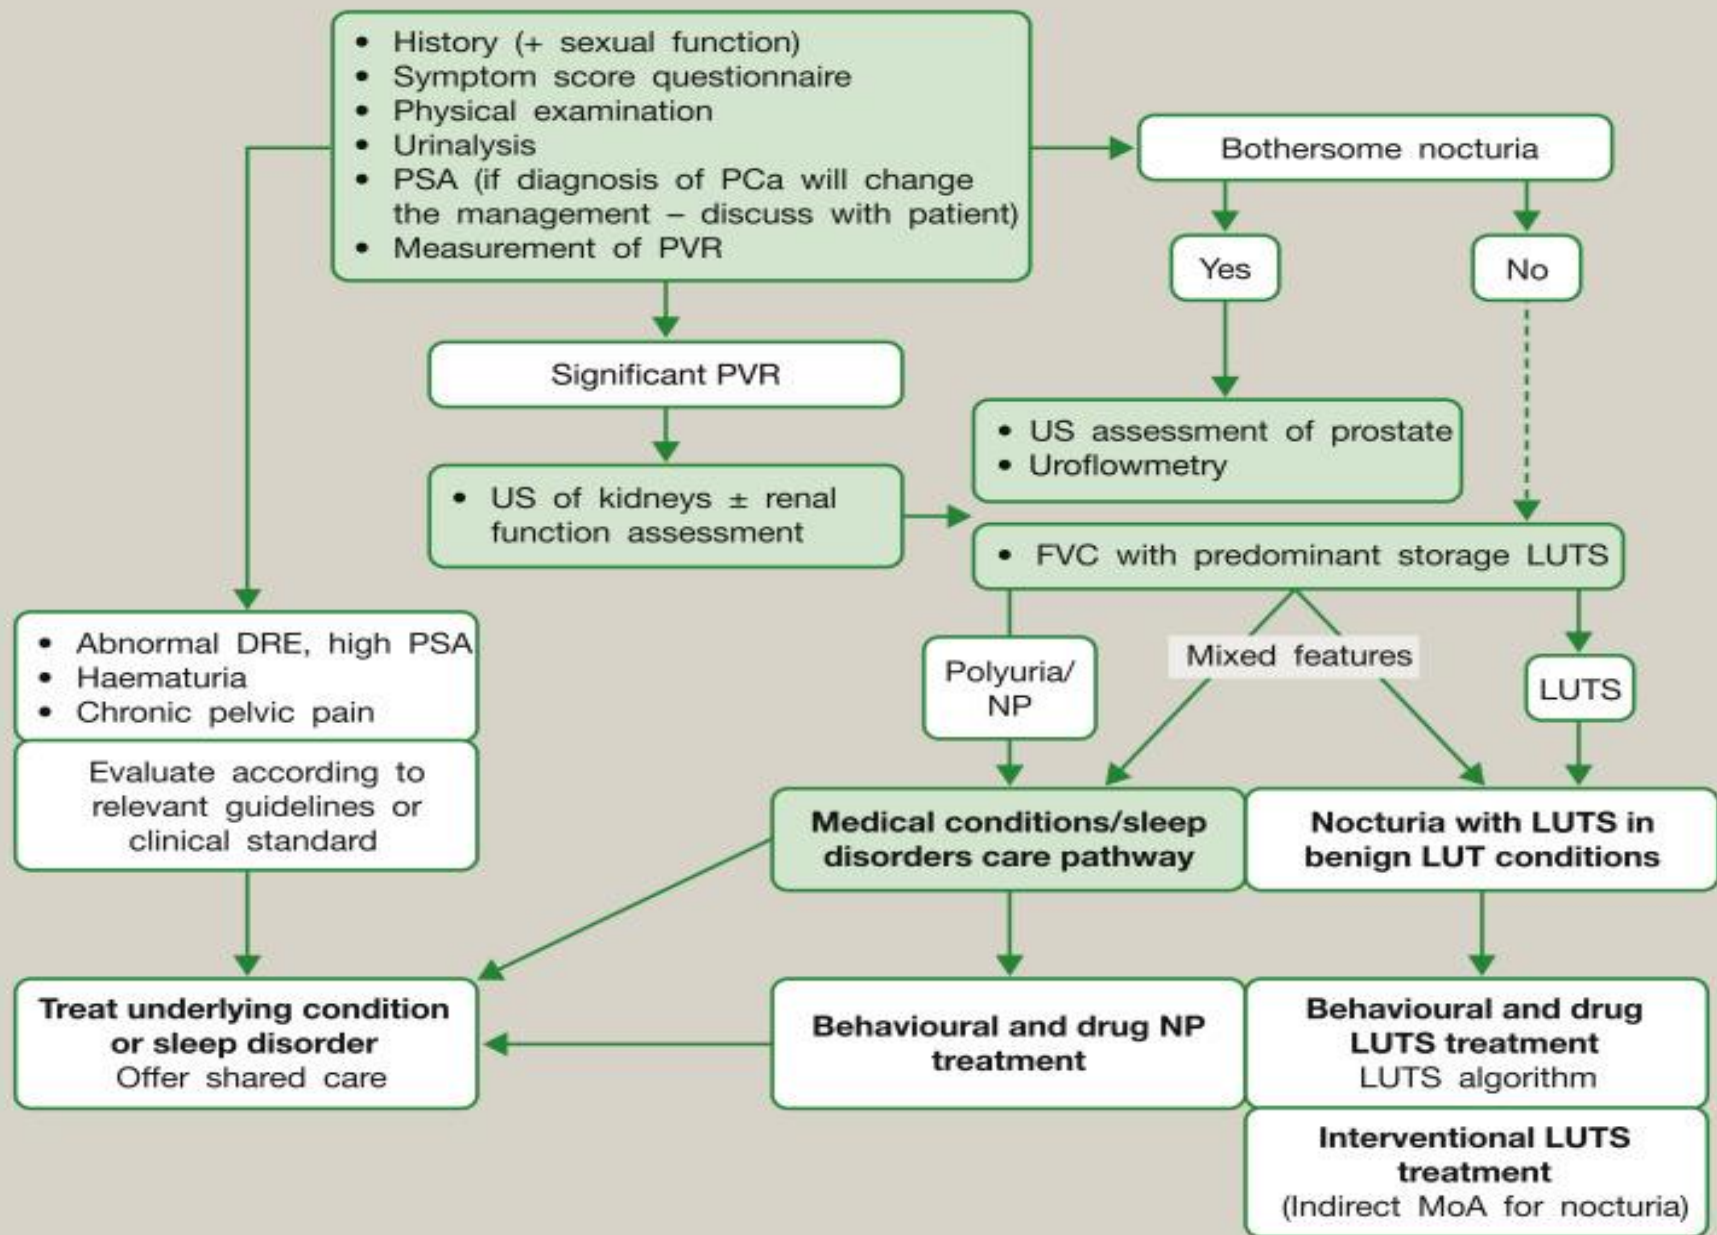 • History (+ sexual function)
• Symptom score questionnaire
• Physical examination
• Urinalysis
• PSA (if diagnosis of PCa will change
the management – discuss with patient)
• Measurement of PVR
Bothersome nocturia
Yes
No
Significant PVR
• US assessment of prostate
• Uroflowmetry
• US of kidneys ± renal
function assessment
• FVC with predominant storage LUTS
• Abnormal DRE, high PSA
• Haematuria
• Chronic pelvic pain
Polyuria/
NP
Mixed features
LUTS
Evaluate according to
relevant guidelines or
clinical standard
Medical conditions/sleep
disorders care pathway
Nocturia with LUTS in
benign LUT conditions
Treat underlying condition
or sleep disorder
Offer shared care
Behavioural and drug NP
treatment
Behavioural and drug
LUTS treatment
LUTS algorithm
Interventional LUTS
treatment
(Indirect MoA for nocturia)